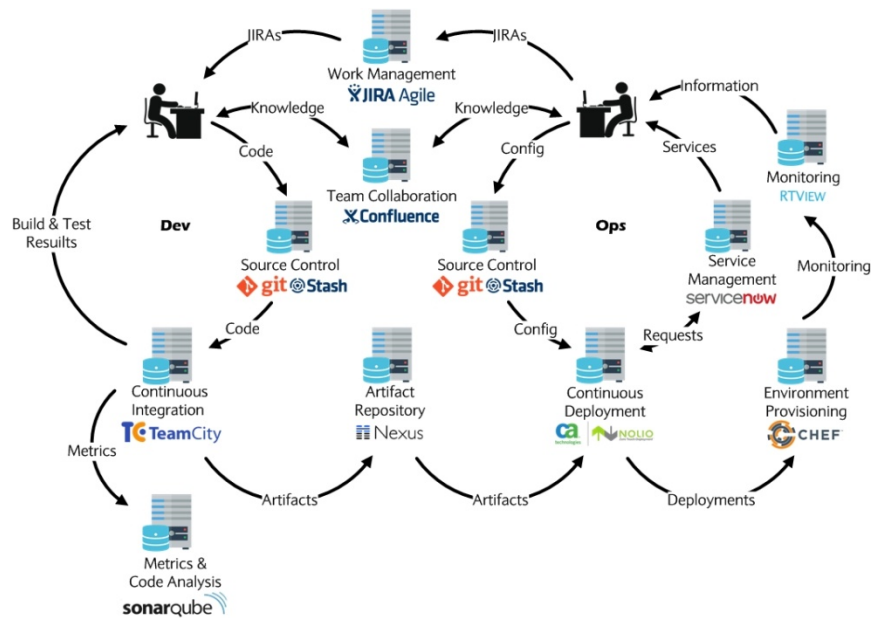 JIRAs
JIRAs
Work Management
JIRA Agile
Knowledge
Knowledge
Information
Code
Config
Services
Team Collaboration
Confluence
Monitoring
RTVIEW
Build & Test
Resuilts
Dev
Ops
Source Control
git Stash
Source Control
git Stash
Service
Management
servicenow
Monitoring
Code
Config
Requests
Continuous
Integration
TeamCity
Artifact
Repository
Nexus
Continuous
Deployment
ca
technologies
NOLIO
Environment
Provisioning
CHEF
Metrics
Artifacts
Artifacts
Deployments
Metrics &
Code Analysis
sonarqube